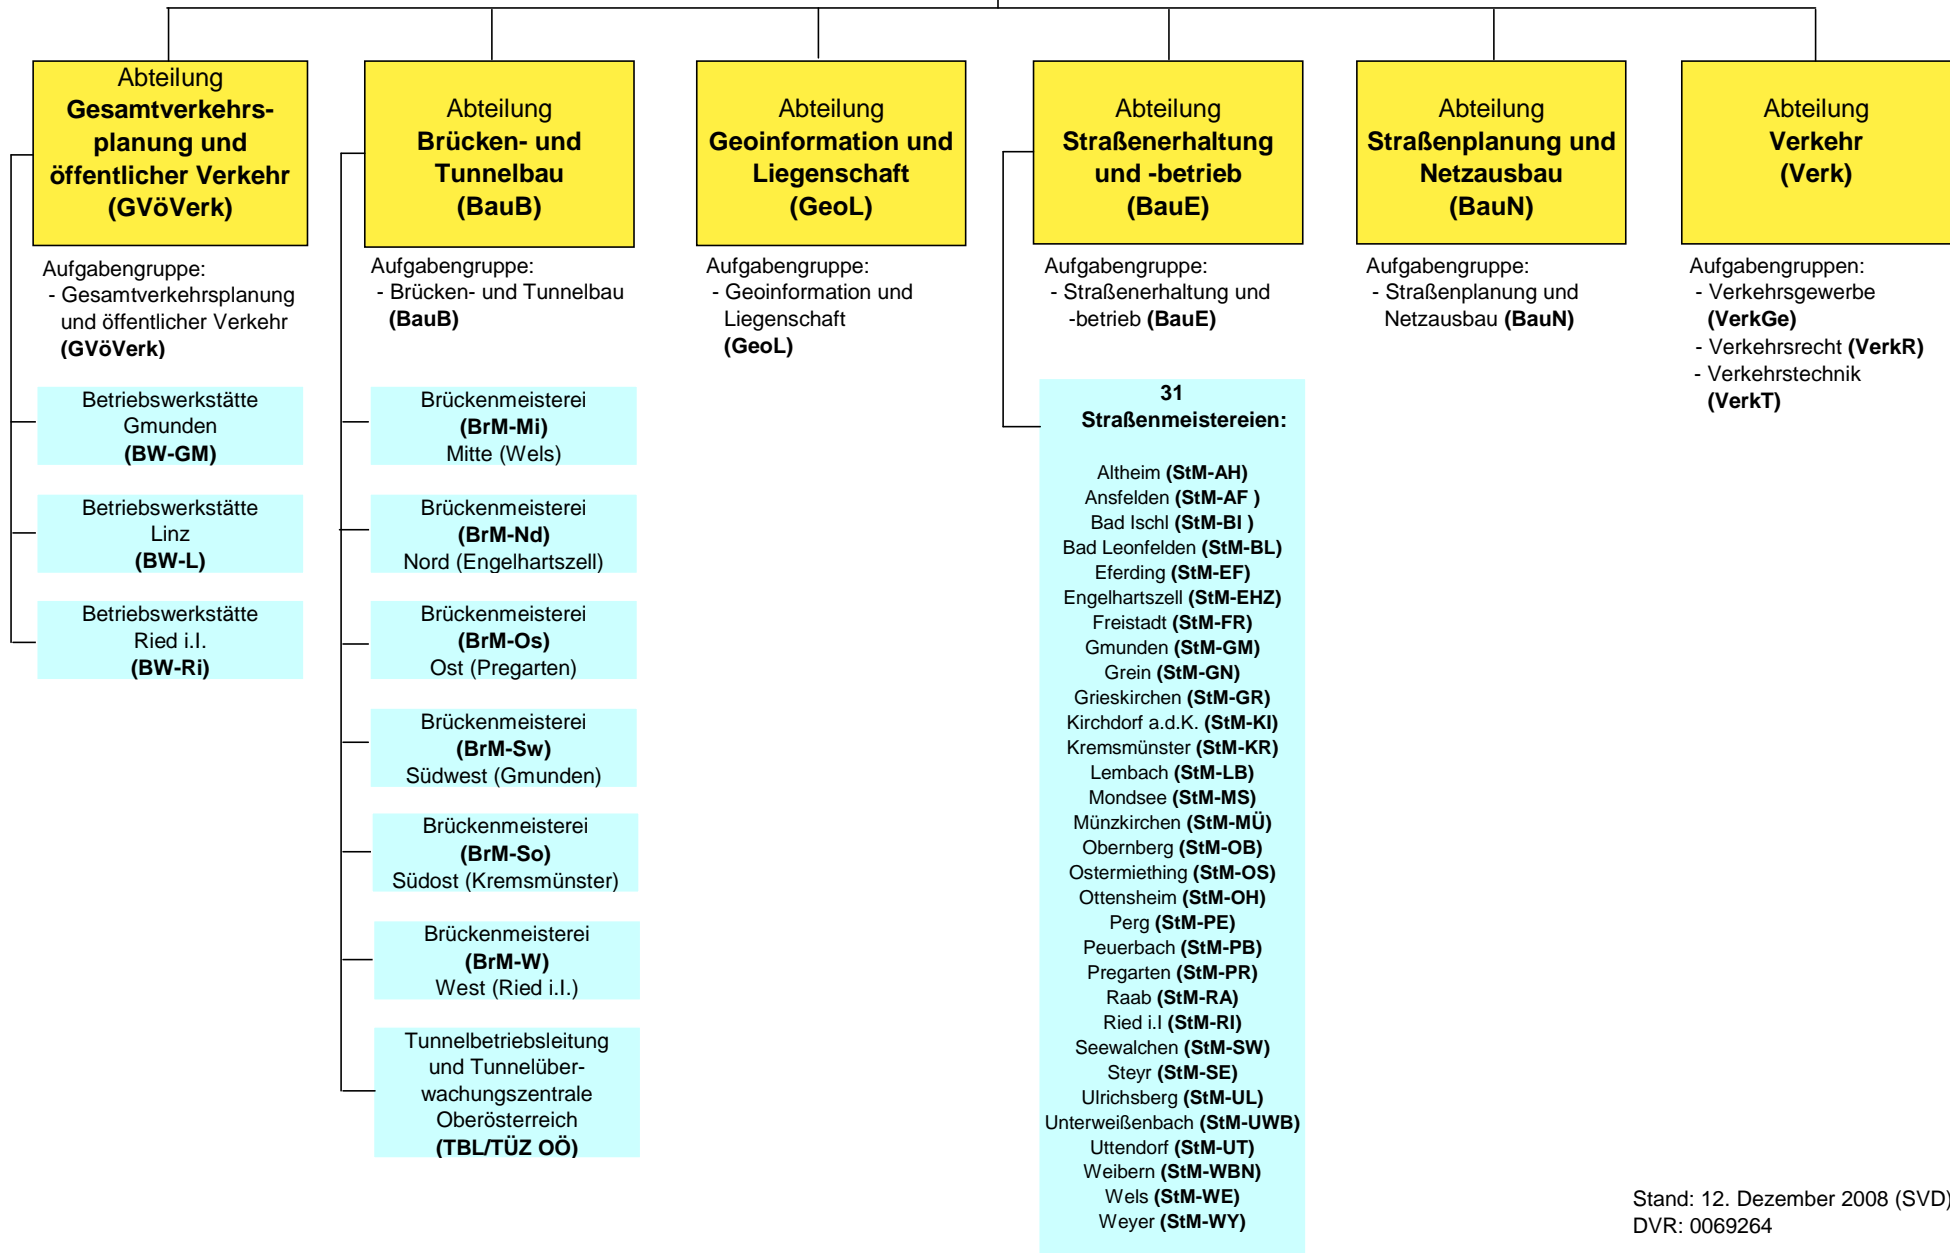 Abteilung
Gesamtverkehrs-
planung und
öffentlicher Verkehr
(GVöVerk)
Aufgabengruppe:
- Gesamtverkehrsplanung
und öffentlicher Verkehr
(GVöVerk)
Betriebswerkstätte
Gmunden
(BW-GM)
Betriebswerkstätte
Linz
(BW-L)
Betriebswerkstätte
Ried i.I.
(BW-Ri)
Abteilung
Brücken- und
Tunnelbau
(BauB)
Aufgabengruppe:
- Brücken- und Tunnelbau
(BauB)
Brückenmeisterei
(BrM-Mi)
Mitte (Wels)
Brückenmeisterei
(BrM-Nd)
Nord (Engelhartszell)
Brückenmeisterei
(BrM-Os)
Ost (Pregarten)
Brückenmeisterei
(BrM-Sw)
Südwest (Gmunden)
Brückenmeisterei
(BrM-So)
Südost (Kremsmünster)
Brückenmeisterei
(BrM-W)
West (Ried i.I.)
Tunnelbetriebsleitung
und Tunnelüber-
wachungszentrale
Oberösterreich
(TBL/TÜZ OÖ)
Abteilung
Geoinformation und
Liegenschaft
(GeoL)
Aufgabengruppe:
- Geoinformation und
Liegenschaft
(GeoL)
Abteilung
Straßenerhaltung
und -betrieb
(BauE)
Aufgabengruppe:
- Straßenerhaltung und
-betrieb (BauE)
31
Straßenmeistereien:
Altheim (StM-AH)
Ansfelden (StM-AF )
Bad Ischl (StM-BI )
Bad Leonfelden (StM-BL)
Eferding (StM-EF)
Engelhartszell (StM-EHZ)
Freistadt (StM-FR)
Gmunden (StM-GM)
Grein (StM-GN)
Grieskirchen (StM-GR)
Kirchdorf a.d.K. (StM-KI)
Kremsmünster (StM-KR)
Lembach (StM-LB)
Mondsee (StM-MS)
Münzkirchen (StM-MÜ)
Obernberg (StM-OB)
Ostermiething (StM-OS)
Ottensheim (StM-OH)
Perg (StM-PE)
Peuerbach (StM-PB)
Pregarten (StM-PR)
Raab (StM-RA)
Ried i.I (StM-RI)
Seewalchen (StM-SW)
Steyr (StM-SE)
Ulrichsberg (StM-UL)
Unterweißenbach (StM-UWB)
Uttendorf (StM-UT)
Weibern (StM-WBN)
Wels (StM-WE)
Weyer (StM-WY)
Abteilung
Straßenplanung und
Netzausbau
(BauN)
Aufgabengruppe:
- Straßenplanung und
Netzausbau (BauN)
Abteilung
Verkehr
(Verk)
Aufgabengruppen:
- Verkehrsgewerbe
(VerkGe)
- Verkehrsrecht (VerkR)
- Verkehrstechnik
(VerkT)
Stand: 12. Dezember 2008 (SVD)
DVR: 0069264